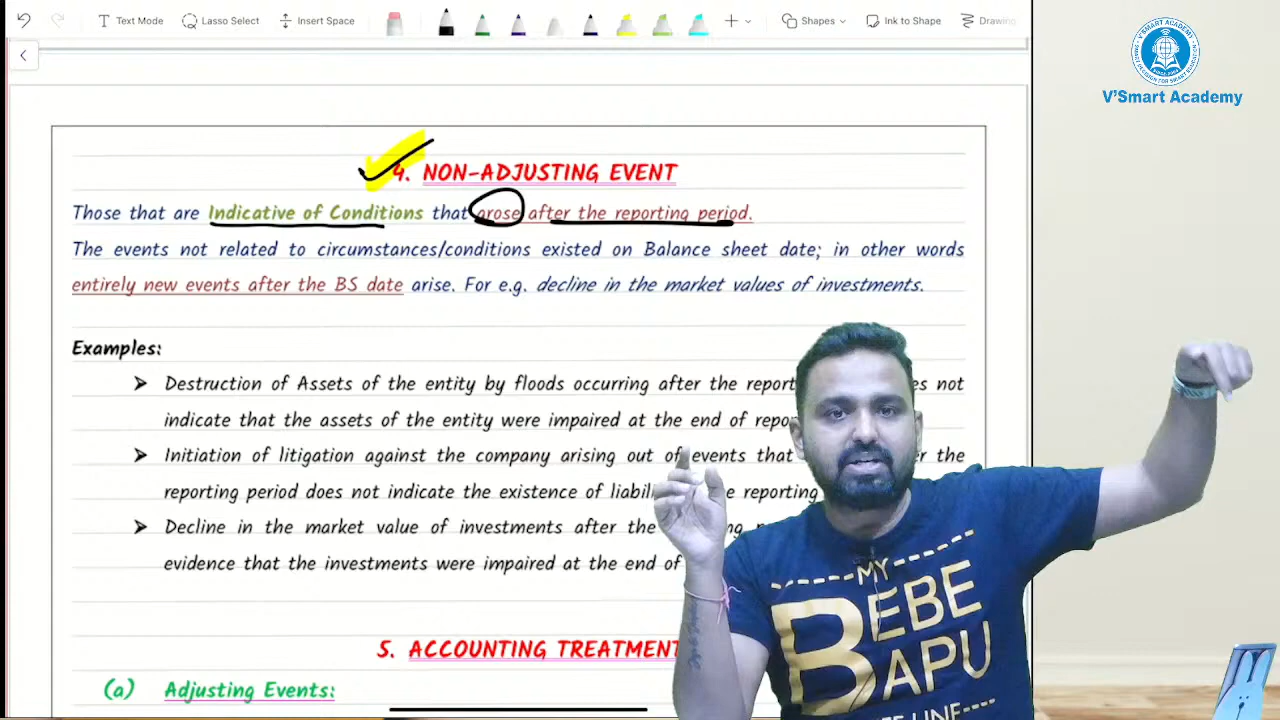 Text Mode
Lasso Select
Insert Space
Shapes
Ink to Shape
Drawing
V'SMART ACADEMY
V'Smart Academy
4. NON-ADJUSTING EVENT
Those that are Indicative of Conditions that arose after the reporting period.
The events not related to circumstances/conditions existed on Balance sheet date; in other words
entirely new events after the BS date arise. For e.g. decline in the market values of investments.
Examples:
➤ Destruction of Assets of the entity by floods occurring after the not
indicate that the assets of the entity were impaired at the end of
➤ Initiation of litigation against the company arising out of events that the
reporting period does not indicate the existence of reporting
➤ Decline in the market value of investments after the
evidence that the investments were impaired at the end of
5. ACCOUNTING TREATMENT
(a) Adjusting Events:
MY
BEBE
BAPU
LINE